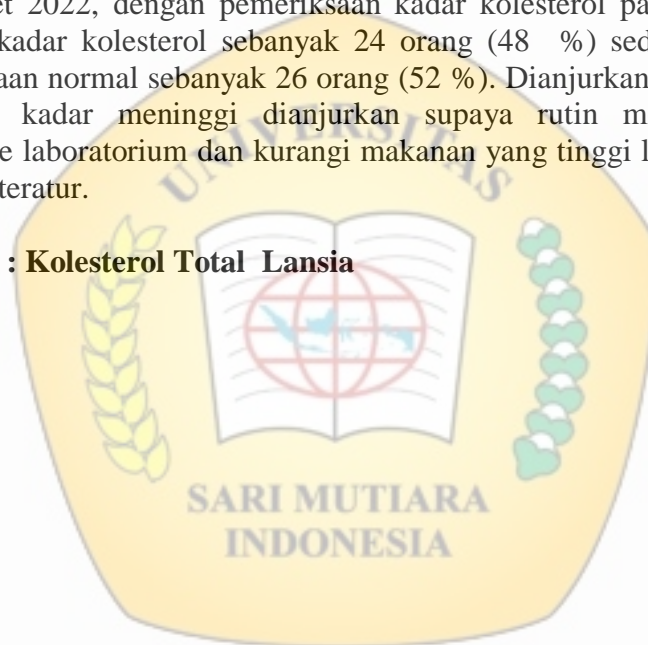 et 2022, dengan pemeriksaan kadar kolesterol pa
kadar kolesterol sebanyak 24 orang (48 %) sed
aan normal sebanyak 26 orang (52 %). Dianjurkan
kadar meninggi dianjurkan supaya rutin m
e laboratorium dan kurangi makanan yang tinggi l
teratur.
: Kolesterol Total Lansia
UNIVERSITAS
SARI MUTIARA
INDONESIA